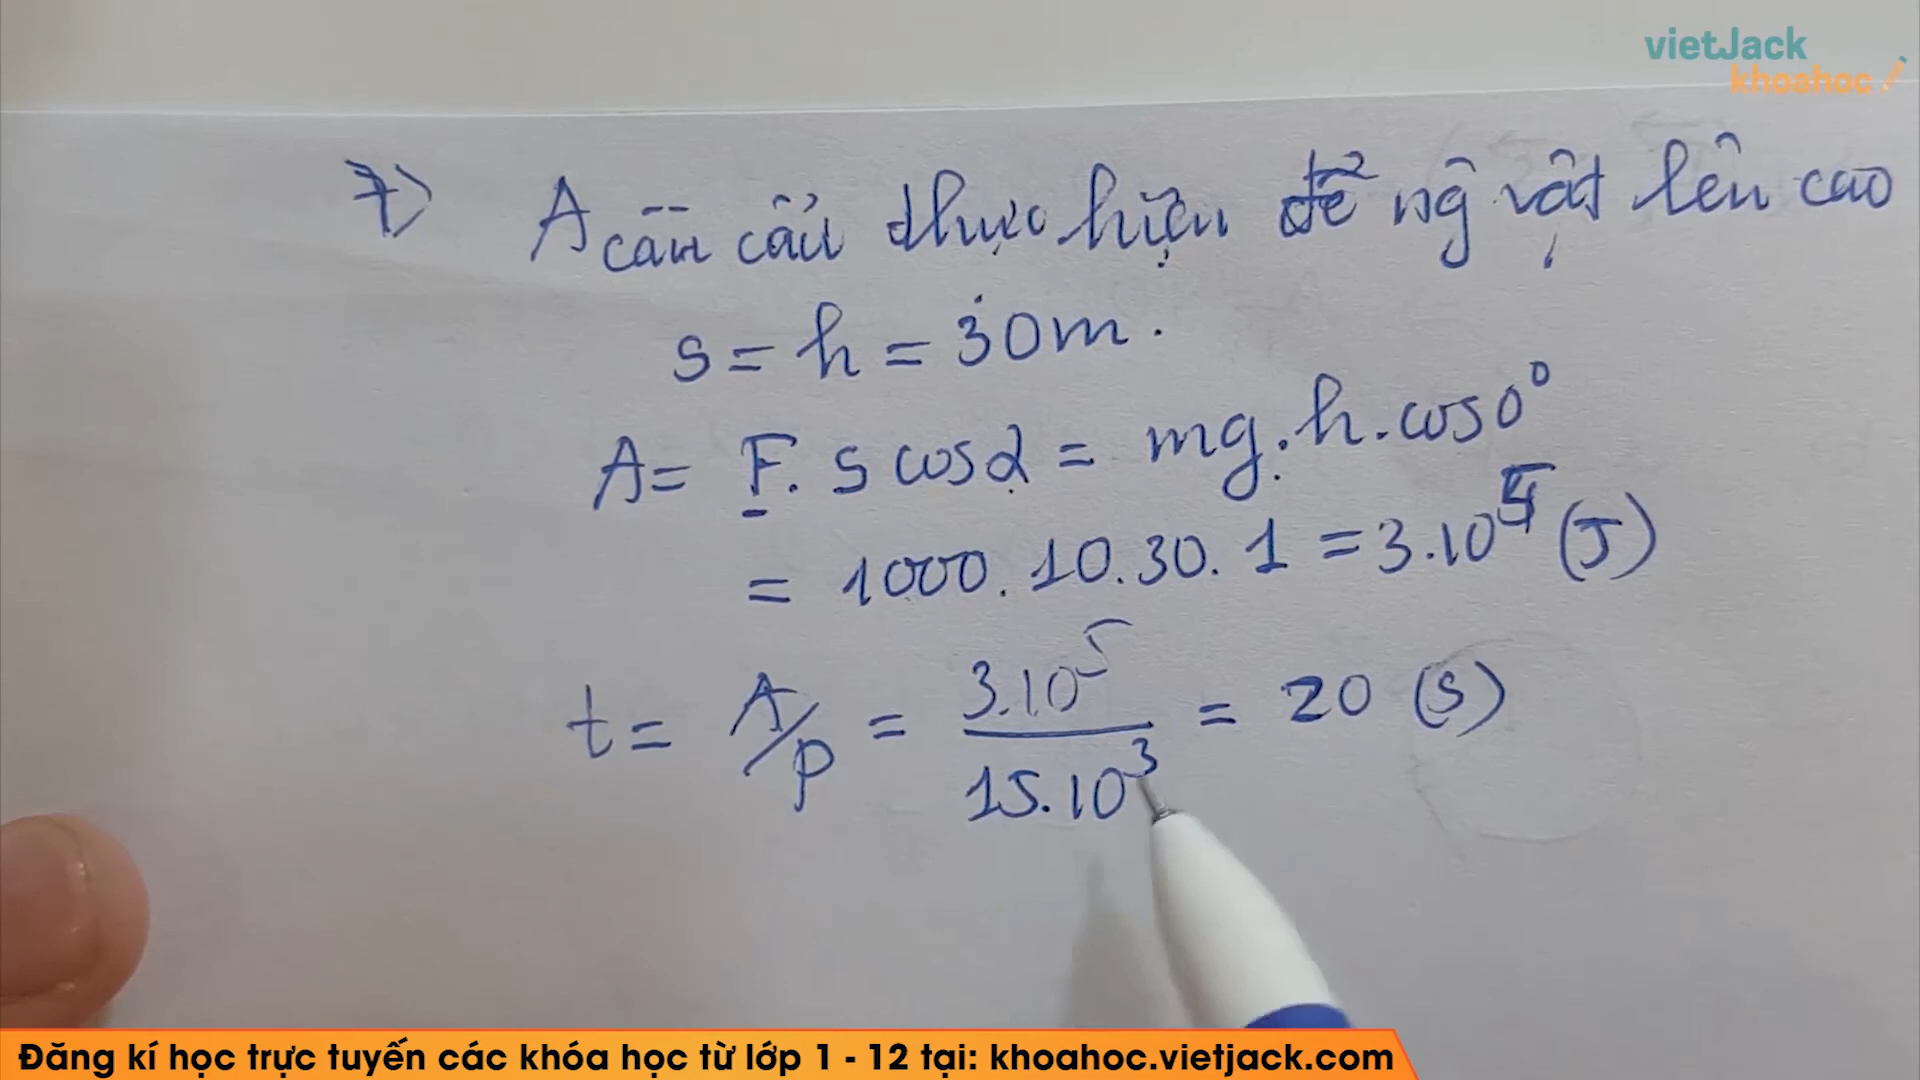 vietJack
khoahoc
7) A cần cẩu thực hiện để nâng vật lên cao
s = h = 30m.
A = F. s cosα = mg.h.cos0⁰
= 1000.10.30.1 = 3.10⁵ (J)
t = A/P = 3.10⁵ / 15.10³ = 20 (s)
Đăng kí học trực tuyến các khóa học từ lớp 1 - 12 tại: khoahoc.vietjack.com